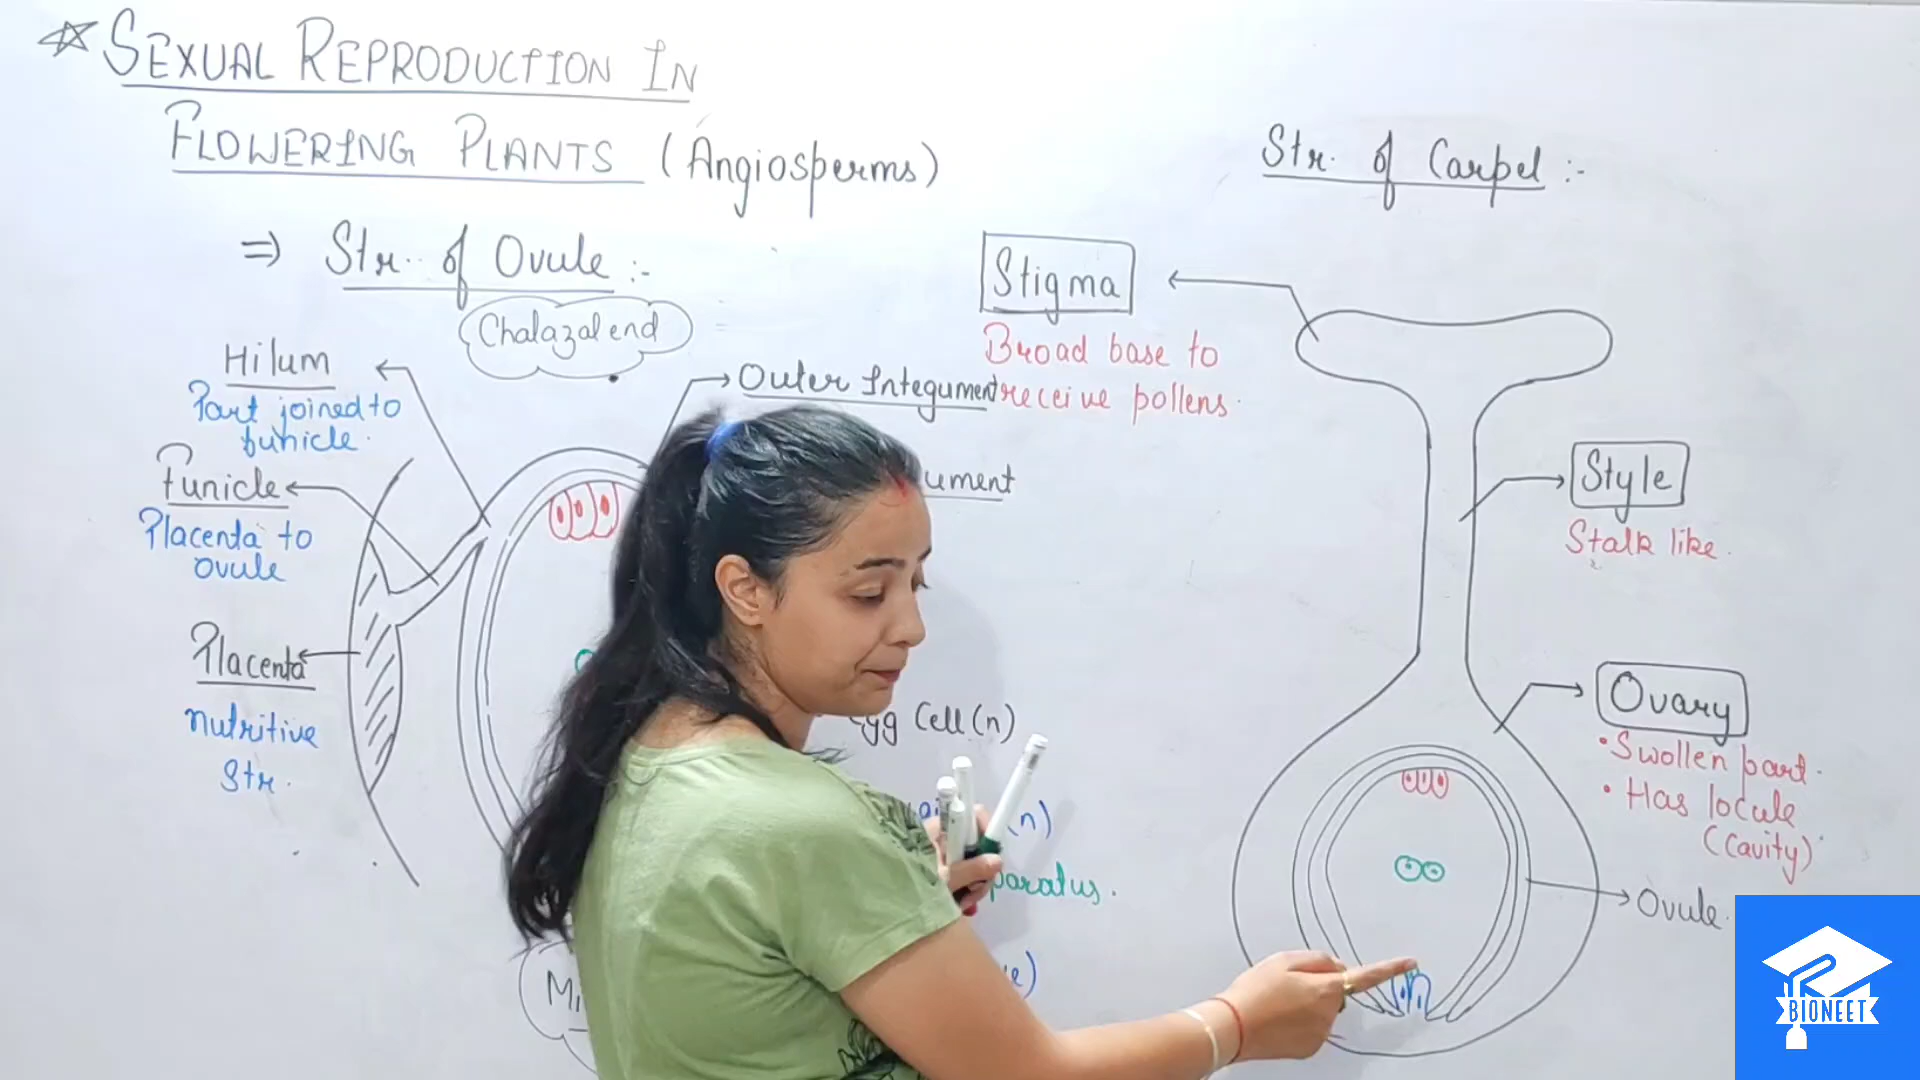 ☆ SEXUAL REPRODUCTION IN
FLOWERING PLANTS (Angiosperms)
⇒ Str. of Ovule :-
Chalazal end
Hilum
Part joined to
funicle.
Funicle
Placenta to
Ovule
Placenta
nutritive
Str.
Outer Integument
ument
Egg Cell (n)
(n)
paratus.
Str. of Carpel :-
Stigma
Broad base to
receive pollens.
Style
Stalk like.
Ovary
• Swollen part.
• Has locule
(cavity)
Ovule.
BIONEET